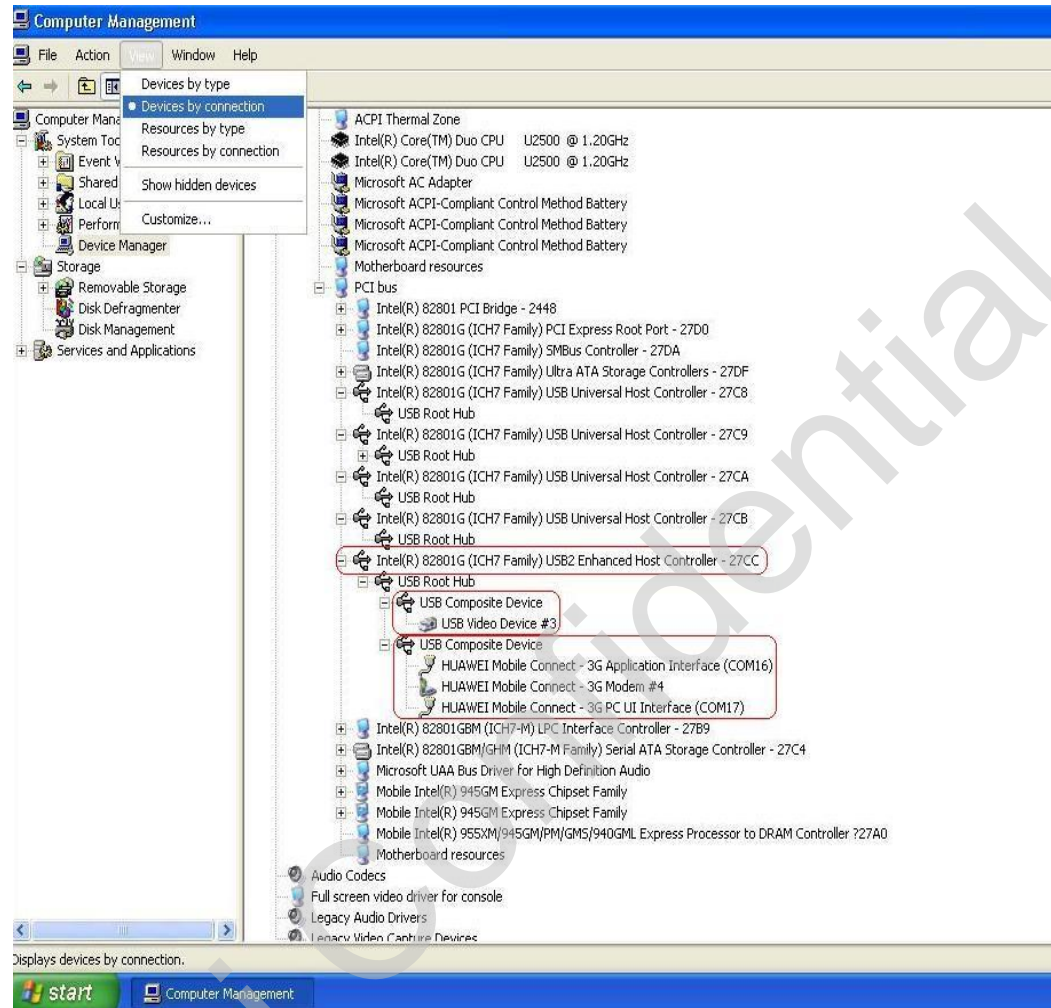 Computer Management
File Action View Window Help
Devices by type
Devices by connection
Resources by type
Resources by connection
Show hidden devices
Customize...
Computer Mana
System Too
Event V
Shared
Local Us
Perform
Device Manager
Storage
Removable Storage
Disk Defragmenter
Disk Management
Services and Applications
ACPI Thermal Zone
Intel(R) Core(TM) Duo CPU U2500 @ 1.20GHz
Intel(R) Core(TM) Duo CPU U2500 @ 1.20GHz
Microsoft AC Adapter
Microsoft ACPI-Compliant Control Method Battery
Microsoft ACPI-Compliant Control Method Battery
Microsoft ACPI-Compliant Control Method Battery
Motherboard resources
PCI bus
Intel(R) 82801 PCI Bridge - 2448
Intel(R) 82801G (ICH7 Family) PCI Express Root Port - 27D0
Intel(R) 82801G (ICH7 Family) SMBus Controller - 27DA
Intel(R) 82801G (ICH7 Family) Ultra ATA Storage Controllers - 27DF
Intel(R) 82801G (ICH7 Family) USB Universal Host Controller - 27C8
USB Root Hub
Intel(R) 82801G (ICH7 Family) USB Universal Host Controller - 27C9
USB Root Hub
Intel(R) 82801G (ICH7 Family) USB Universal Host Controller - 27CA
USB Root Hub
Intel(R) 82801G (ICH7 Family) USB Universal Host Controller - 27CB
USB Root Hub
Intel(R) 82801G (ICH7 Family) USB2 Enhanced Host Controller - 27CC
USB Root Hub
USB Composite Device
USB Video Device #3
USB Composite Device
HUAWEI Mobile Connect - 3G Application Interface (COM16)
HUAWEI Mobile Connect - 3G Modem #4
HUAWEI Mobile Connect - 3G PC UI Interface (COM17)
Intel(R) 82801GBM (ICH7-M) LPC Interface Controller - 27B9
Intel(R) 82801GBM/GHM (ICH7-M Family) Serial ATA Storage Controller - 27C4
Microsoft UAA Bus Driver for High Definition Audio
Mobile Intel(R) 945GM Express Chipset Family
Mobile Intel(R) 945GM Express Chipset Family
Mobile Intel(R) 955XM/945GM/PM/GMS/940GML Express Processor to DRAM Controller ?27A0
Motherboard resources
Audio Codecs
Full screen video driver for console
Legacy Audio Drivers
Legacy Video Capture Devices
Displays devices by connection.
start
Computer Management
i Confidential